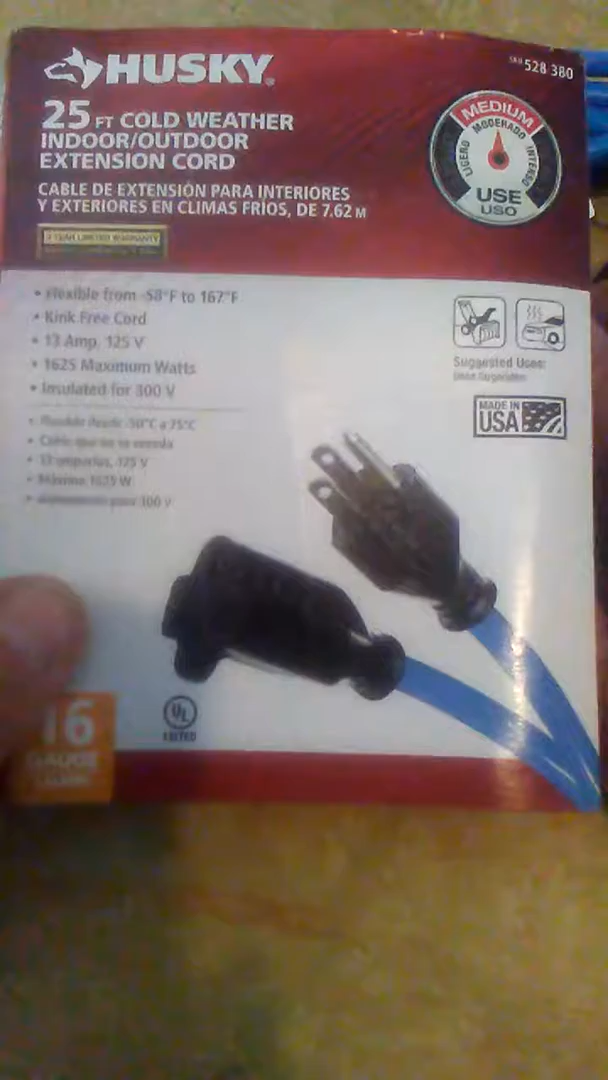 HUSKY®
SKU 528 380
25 FT COLD WEATHER
INDOOR/OUTDOOR
EXTENSION CORD
CABLE DE EXTENSIÓN PARA INTERIORES
Y EXTERIORES EN CLIMAS FRÍOS, DE 7.62 M
MEDIUM
MODERADO
LIGERO
INTENSO
USE
USO
• Flexible from -58°F to 167°F
• Kink Free Cord
• 13 Amp, 125 V
• 1625 Maximum Watts
• Insulated for 300 V
Suggested Uses:
MADE IN
USA
• Flexible desde -50°C a 75°C
• Cable que no se enreda
• 13 amperios, 125 V
• Máximo 1625 W
300 V
UL
LISTED
16
GAUGE